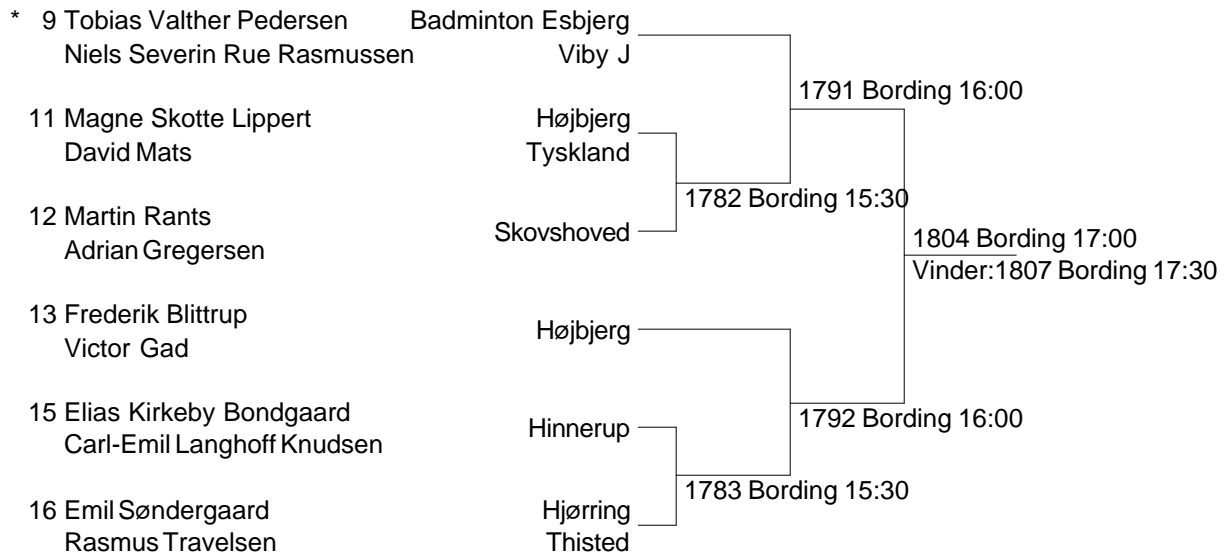 * 9 Tobias Valther Pedersen Badminton Esbjerg
Niels Severin Rue Rasmussen Viby J
1791 Bording 16:00
11 Magne Skotte Lippert Højbjerg
David Mats Tyskland
1782 Bording 15:30
12 Martin Rants
Adrian Gregersen Skovshoved
1804 Bording 17:00
Vinder:1807 Bording 17:30
13 Frederik Blittrup
Victor Gad Højbjerg
15 Elias Kirkeby Bondgaard
Carl-Emil Langhoff Knudsen Hinnerup
1792 Bording 16:00
1783 Bording 15:30
16 Emil Søndergaard Hjørring
Rasmus Travelsen Thisted